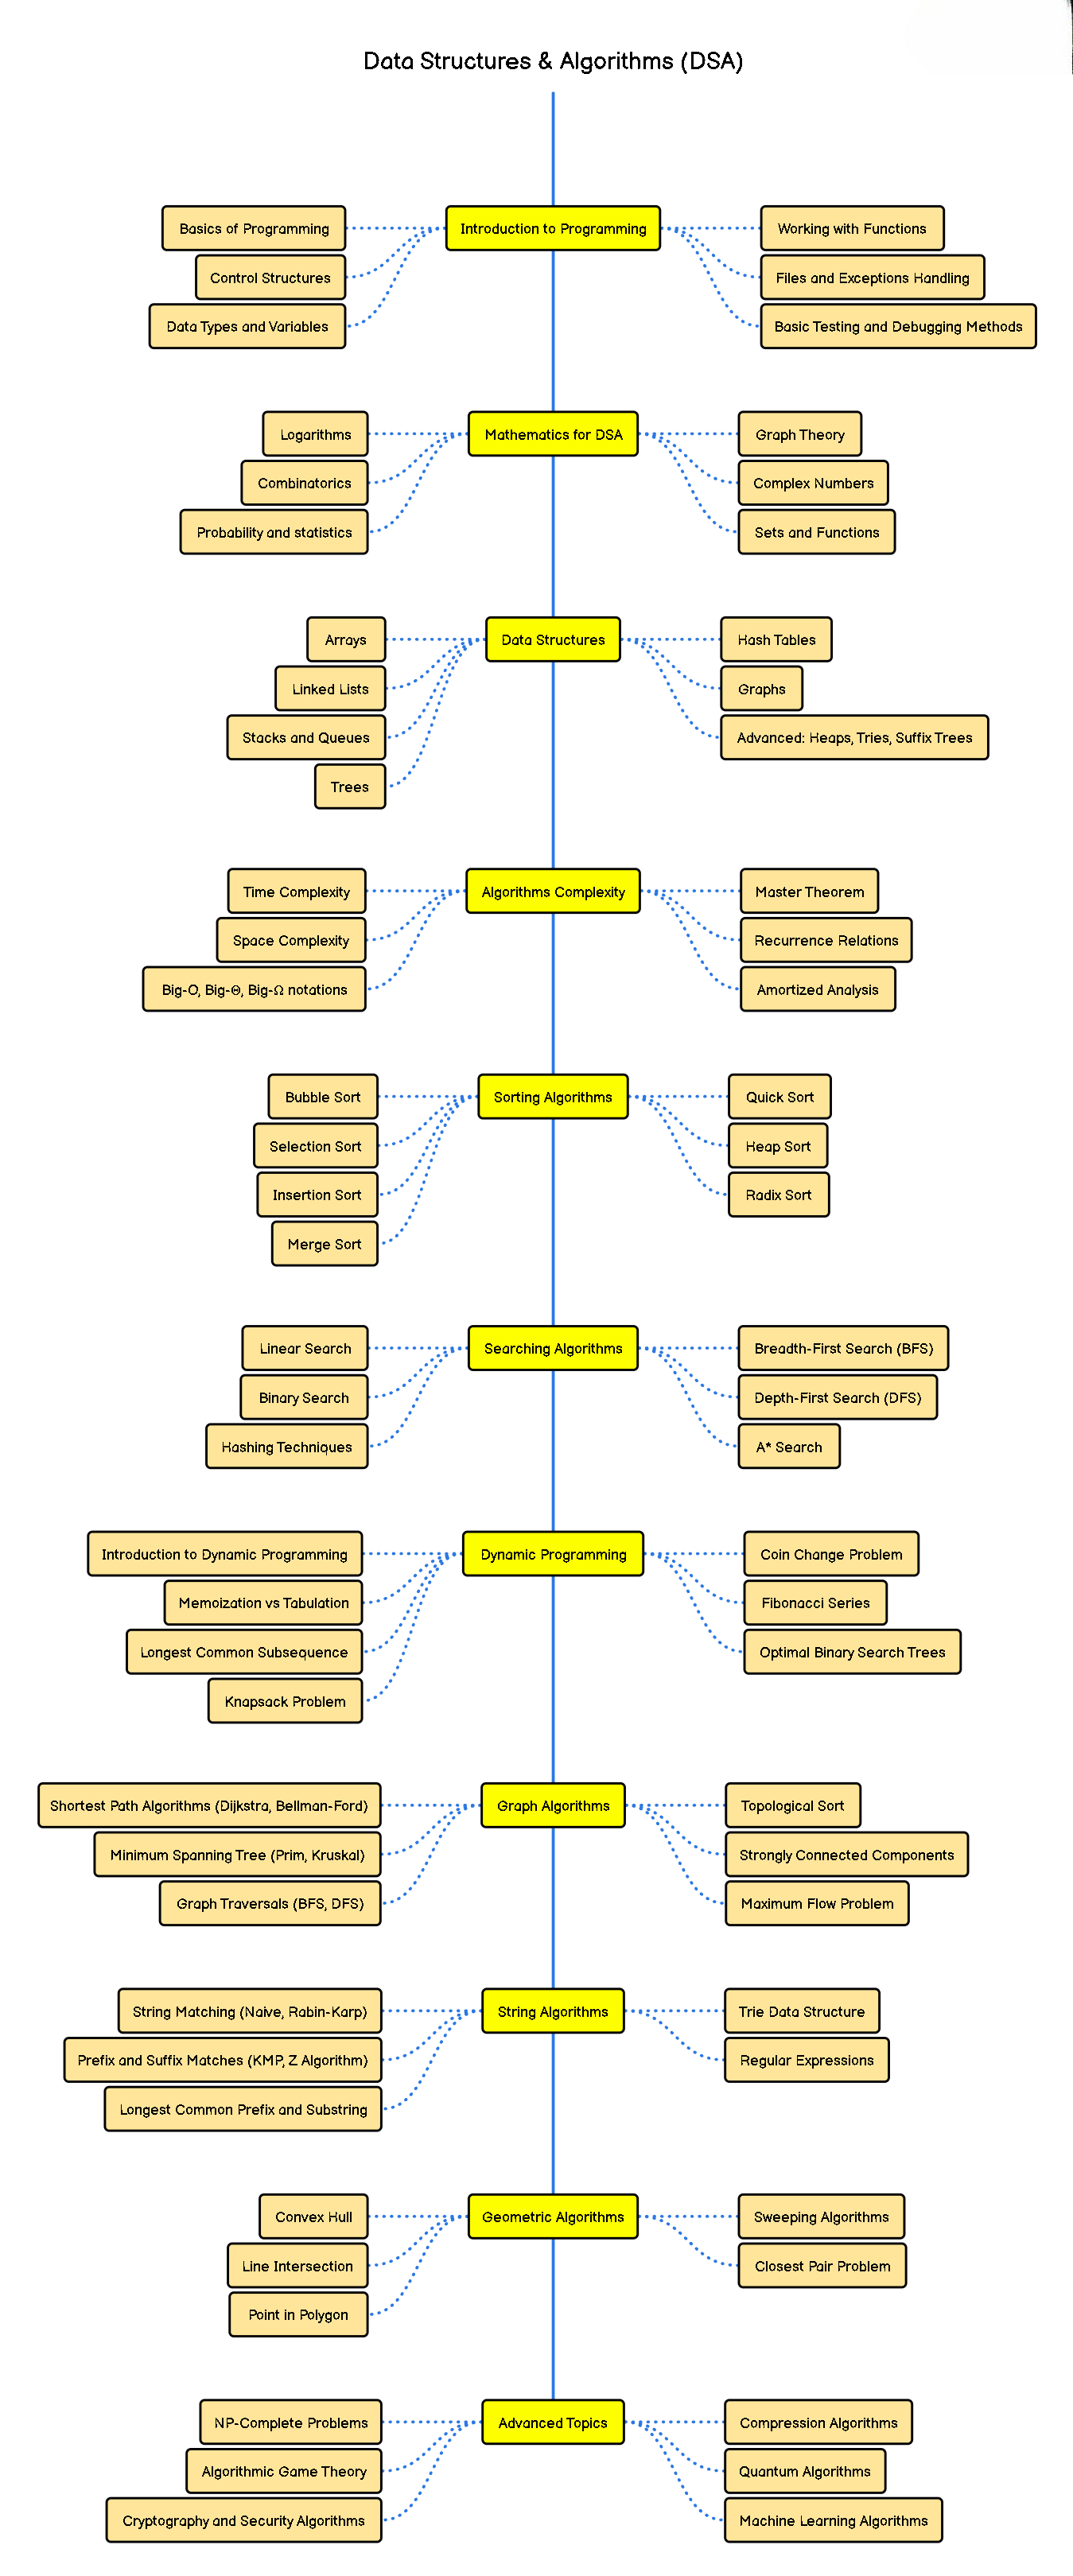 Data Structures & Algorithms (DSA)
Introduction to Programming
Basics of Programming
Control Structures
Data Types and Variables
Working with Functions
Files and Exceptions Handling
Basic Testing and Debugging Methods
Mathematics for DSA
Logarithms
Combinatorics
Probability and statistics
Graph Theory
Complex Numbers
Sets and Functions
Data Structures
Arrays
Linked Lists
Stacks and Queues
Trees
Hash Tables
Graphs
Advanced: Heaps, Tries, Suffix Trees
Algorithms Complexity
Time Complexity
Space Complexity
Big-O, Big-Θ, Big-Ω notations
Master Theorem
Recurrence Relations
Amortized Analysis
Sorting Algorithms
Bubble Sort
Selection Sort
Insertion Sort
Merge Sort
Quick Sort
Heap Sort
Radix Sort
Searching Algorithms
Linear Search
Binary Search
Hashing Techniques
Breadth-First Search (BFS)
Depth-First Search (DFS)
A* Search
Dynamic Programming
Introduction to Dynamic Programming
Memoization vs Tabulation
Longest Common Subsequence
Knapsack Problem
Coin Change Problem
Fibonacci Series
Optimal Binary Search Trees
Graph Algorithms
Shortest Path Algorithms (Dijkstra, Bellman-Ford)
Minimum Spanning Tree (Prim, Kruskal)
Graph Traversals (BFS, DFS)
Topological Sort
Strongly Connected Components
Maximum Flow Problem
String Algorithms
String Matching (Naive, Rabin-Karp)
Prefix and Suffix Matches (KMP, Z Algorithm)
Longest Common Prefix and Substring
Trie Data Structure
Regular Expressions
Geometric Algorithms
Convex Hull
Line Intersection
Point in Polygon
Sweeping Algorithms
Closest Pair Problem
Advanced Topics
NP-Complete Problems
Algorithmic Game Theory
Cryptography and Security Algorithms
Compression Algorithms
Quantum Algorithms
Machine Learning Algorithms